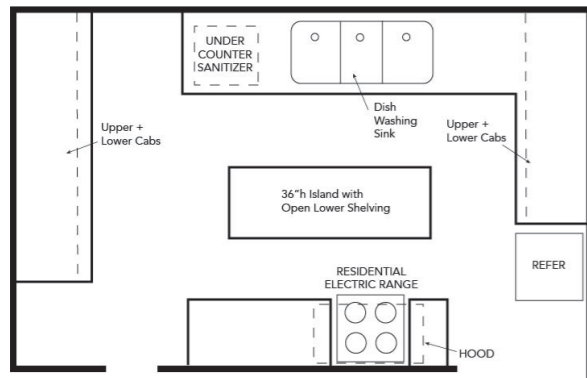 UNDER
COUNTER
SANITIZER
Dish
Washing
Sink
Upper +
Lower Cabs
Upper +
Lower Cabs
36"h Island with
Open Lower Shelving
REFER
RESIDENTIAL
ELECTRIC RANGE
HOOD